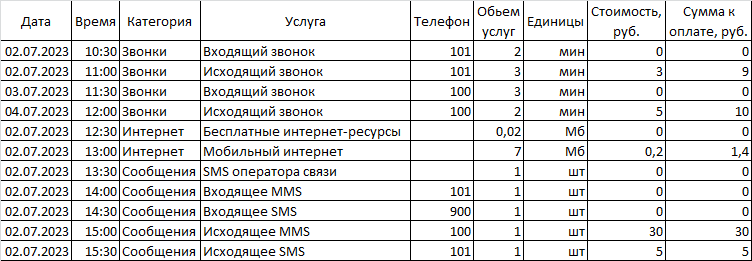 Дата Время Категория Услуга Телефон Обьем услуг Единицы Стоимость, руб. Сумма к оплате, руб.
02.07.2023 10:30 Звонки Входящий звонок 101 2 мин 0 0
02.07.2023 11:00 Звонки Исходящий звонок 101 3 мин 3 9
03.07.2023 11:30 Звонки Входящий звонок 100 3 мин 0 0
04.07.2023 12:00 Звонки Исходящий звонок 100 2 мин 5 10
02.07.2023 12:30 Интернет Бесплатные интернет-ресурсы 0,02 Мб 0 0
02.07.2023 13:00 Интернет Мобильный интернет 7 Мб 0,2 1,4
02.07.2023 13:30 Сообщения SMS оператора связи 1 шт 0 0
02.07.2023 14:00 Сообщения Входящее MMS 101 1 шт 0 0
02.07.2023 14:30 Сообщения Входящее SMS 900 1 шт 0 0
02.07.2023 15:00 Сообщения Исходящее MMS 100 1 шт 30 30
02.07.2023 15:30 Сообщения Исходящее SMS 101 1 шт 5 5